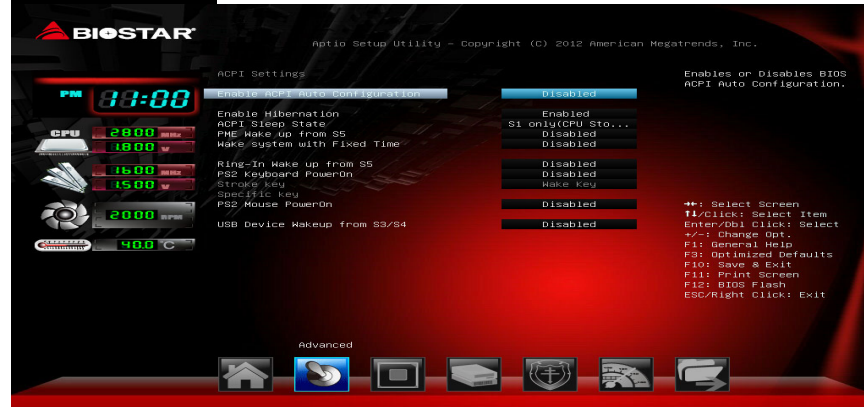 BIOSTAR
Aptio Setup Utility – Copyright (C) 2012 American Megatrends, Inc.
ACPI Settings
Enable ACPI Auto Configuration Disabled
Enable Hibernation Enabled
ACPI Sleep State S1 only(CPU Sto...
PME Wake up from S5 Disabled
Wake system with Fixed Time Disabled
Ring-In Wake up from S5 Disabled
PS2 Keyboard PowerOn Disabled
Stroke key Wake Key
Specific key
PS2 Mouse PowerOn Disabled
USB Device Wakeup from S3/S4 Disabled
PM 11:00
CPU 2800 MHz
1.800 V
1600 MHz
1.500 V
2000 RPM
40.0 °C
Enables or Disables BIOS
ACPI Auto Configuration.
→←: Select Screen
↑↓/Click: Select Item
Enter/Dbl Click: Select
+/-: Change Opt.
F1: General Help
F3: Optimized Defaults
F10: Save & Exit
F11: Print Screen
F12: BIOS Flash
ESC/Right Click: Exit
Advanced